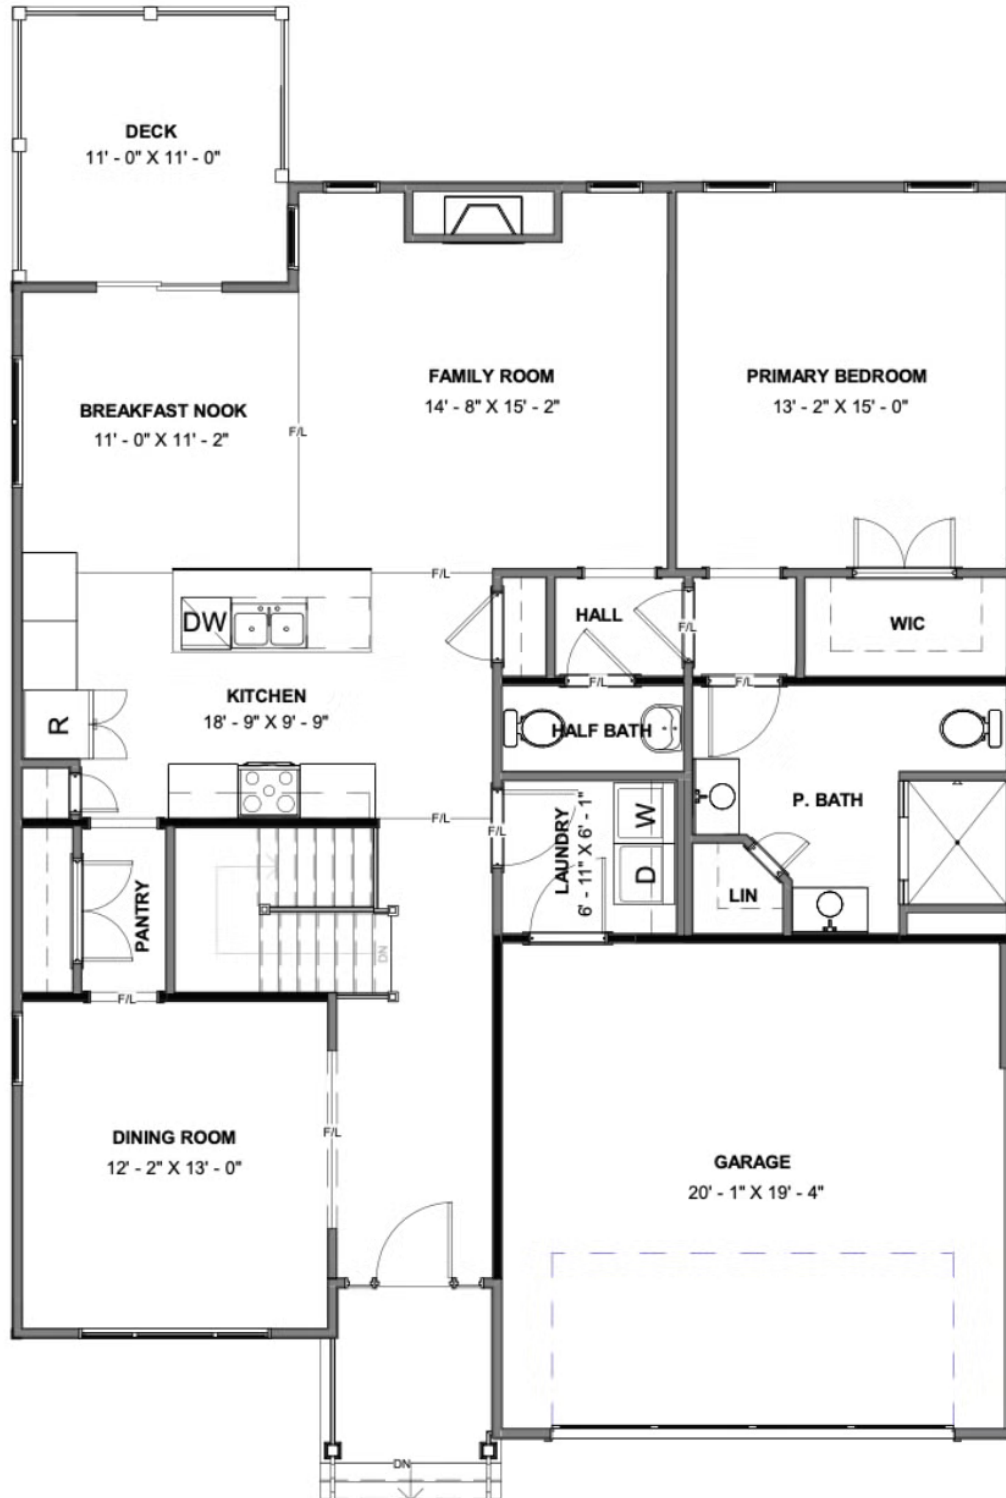 DECK
11' - 0" X 11' - 0"
FAMILY ROOM
14' - 8" X 15' - 2"
PRIMARY BEDROOM
13' - 2" X 15' - 0"
BREAKFAST NOOK
11' - 0" X 11' - 2"
F/L
F/L
DW
HALL
F/L
WIC
F/L
F/L
KITCHEN
18' - 9" X 9' - 9"
R
HALF BATH
P. BATH
F/L
F/L
LAUNDRY
6' - 11" X 6' - 1"
W
D
LIN
PANTRY
DN
F/L
DINING ROOM
12' - 2" X 13' - 0"
F/L
GARAGE
20' - 1" X 19' - 4"
DN